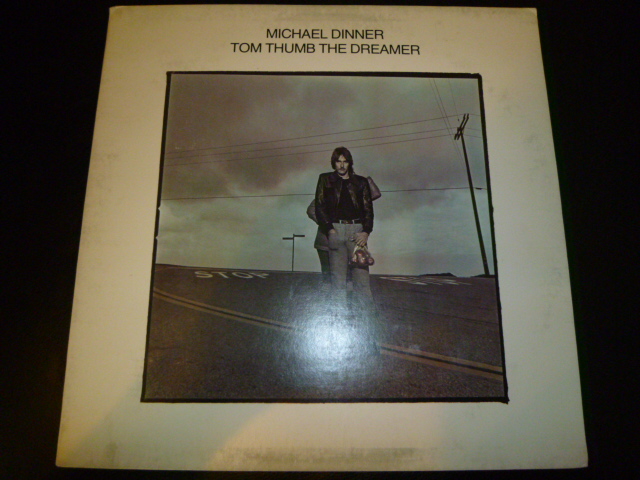 MICHAEL DINNER
TOM THUMB THE DREAMER
STOP